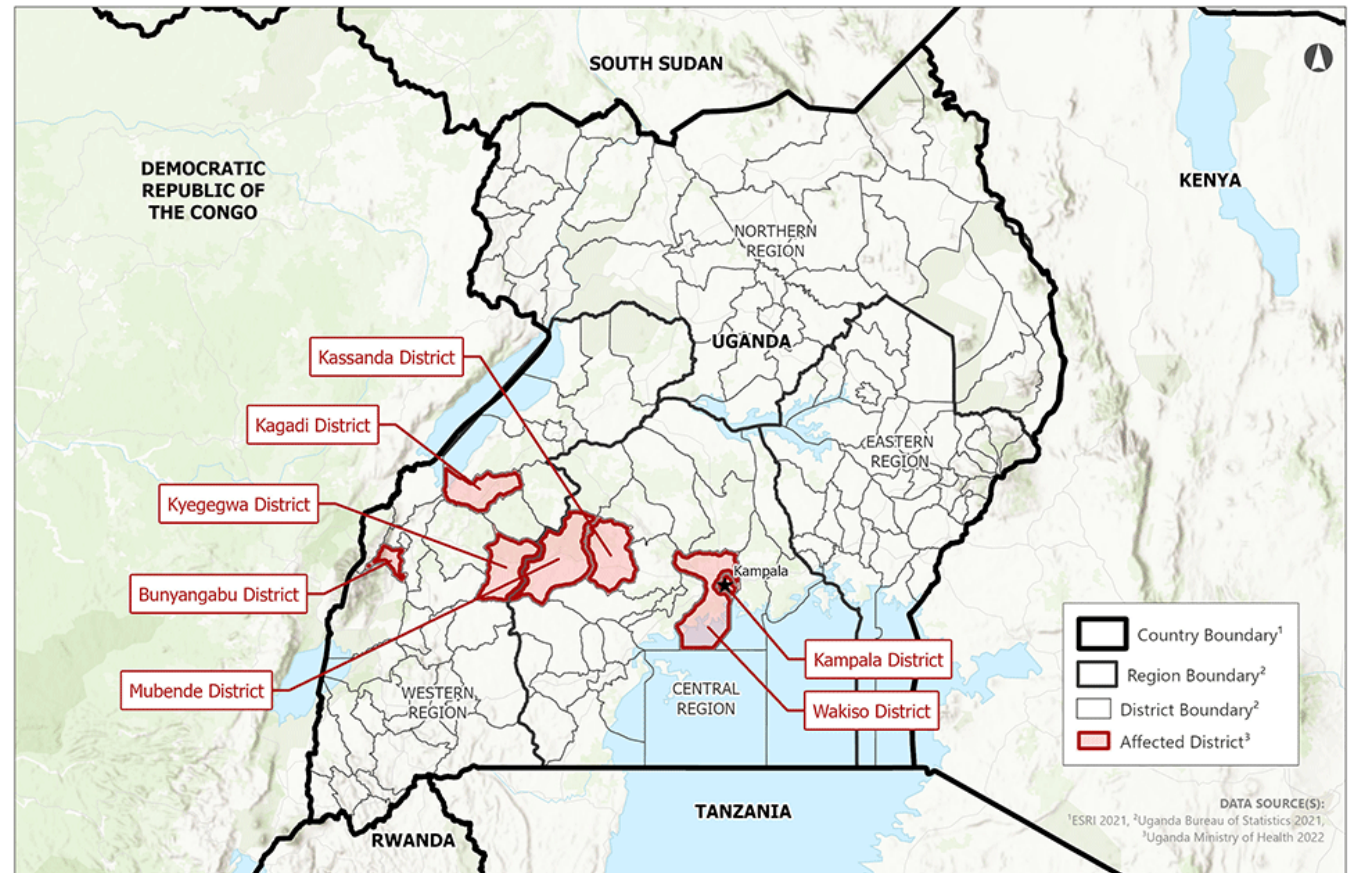 SOUTH SUDAN
DEMOCRATIC
REPUBLIC OF
THE CONGO
KENYA
NORTHERN
REGION
UGANDA
Kassanda District
Kagadi District
EASTERN
REGION
Kyegegwa District
Kampala
Bunyangabu District
Country Boundary¹
Kampala District
Region Boundary²
Mubende District
WESTERN
REGION
CENTRAL
REGION
Wakiso District
District Boundary²
Affected District³
TANZANIA
RWANDA
DATA SOURCE(S):
¹ESRI 2021, ²Uganda Bureau of Statistics 2021,
³Uganda Ministry of Health 2022